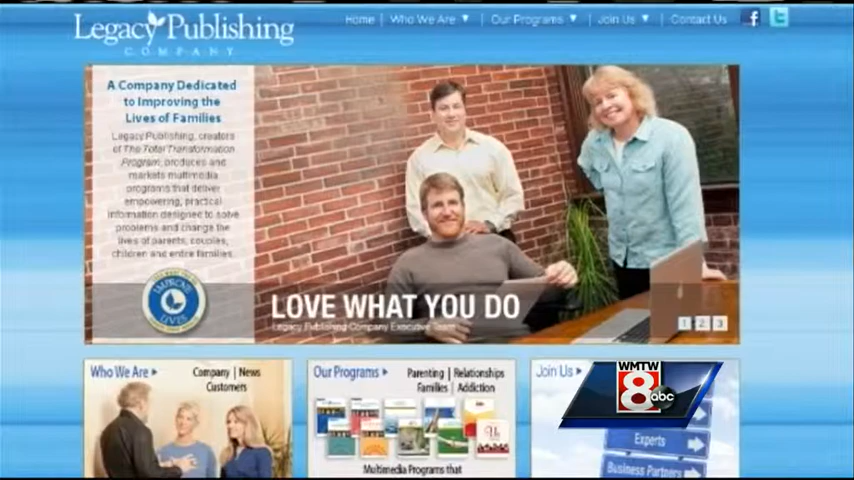 Legacy Publishing
COMPANY
Home | Who We Are ▼ | Our Programs ▼ | Join Us ▼ | Contact Us f t
A Company Dedicated
to Improving the
Lives of Families
Legacy Publishing, creators
of The Total Transformation
Program, produces and
markets multimedia
programs that deliver
empowering, practical
information designed to solve
problems and change the
lives of parents, couples,
children and entire families.
IMPROVE
LIVES
LOVE WHAT YOU DO
Legacy Publishing Company Executive Team
1 2 3
Who We Are
Company | News
Customers
Our Programs
Parenting | Relationships
Families | Addiction
Multimedia Programs that
Join Us
WMTW
8
abc
Experts
Business Partners